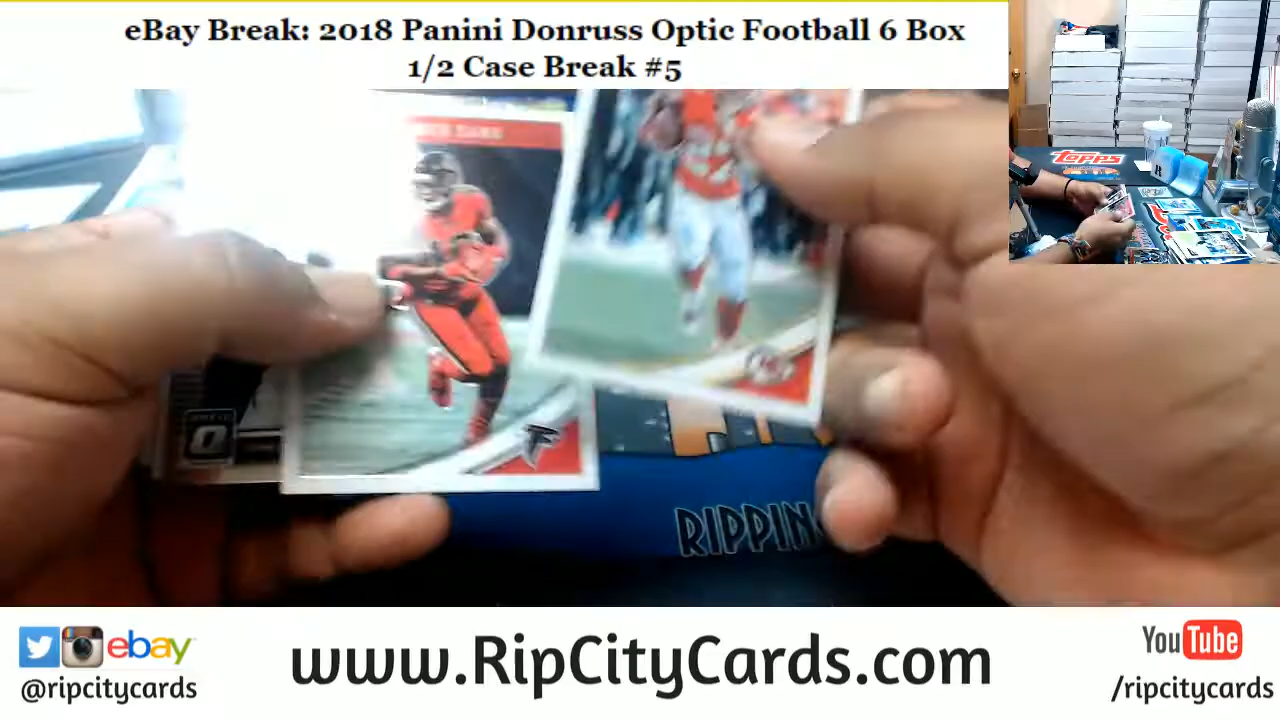 eBay Break: 2018 Panini Donruss Optic Football 6 Box
1/2 Case Break #5
topps
RIPPIN
ebay
@ripcitycards
www.RipCityCards.com
YouTube
/ripcitycards